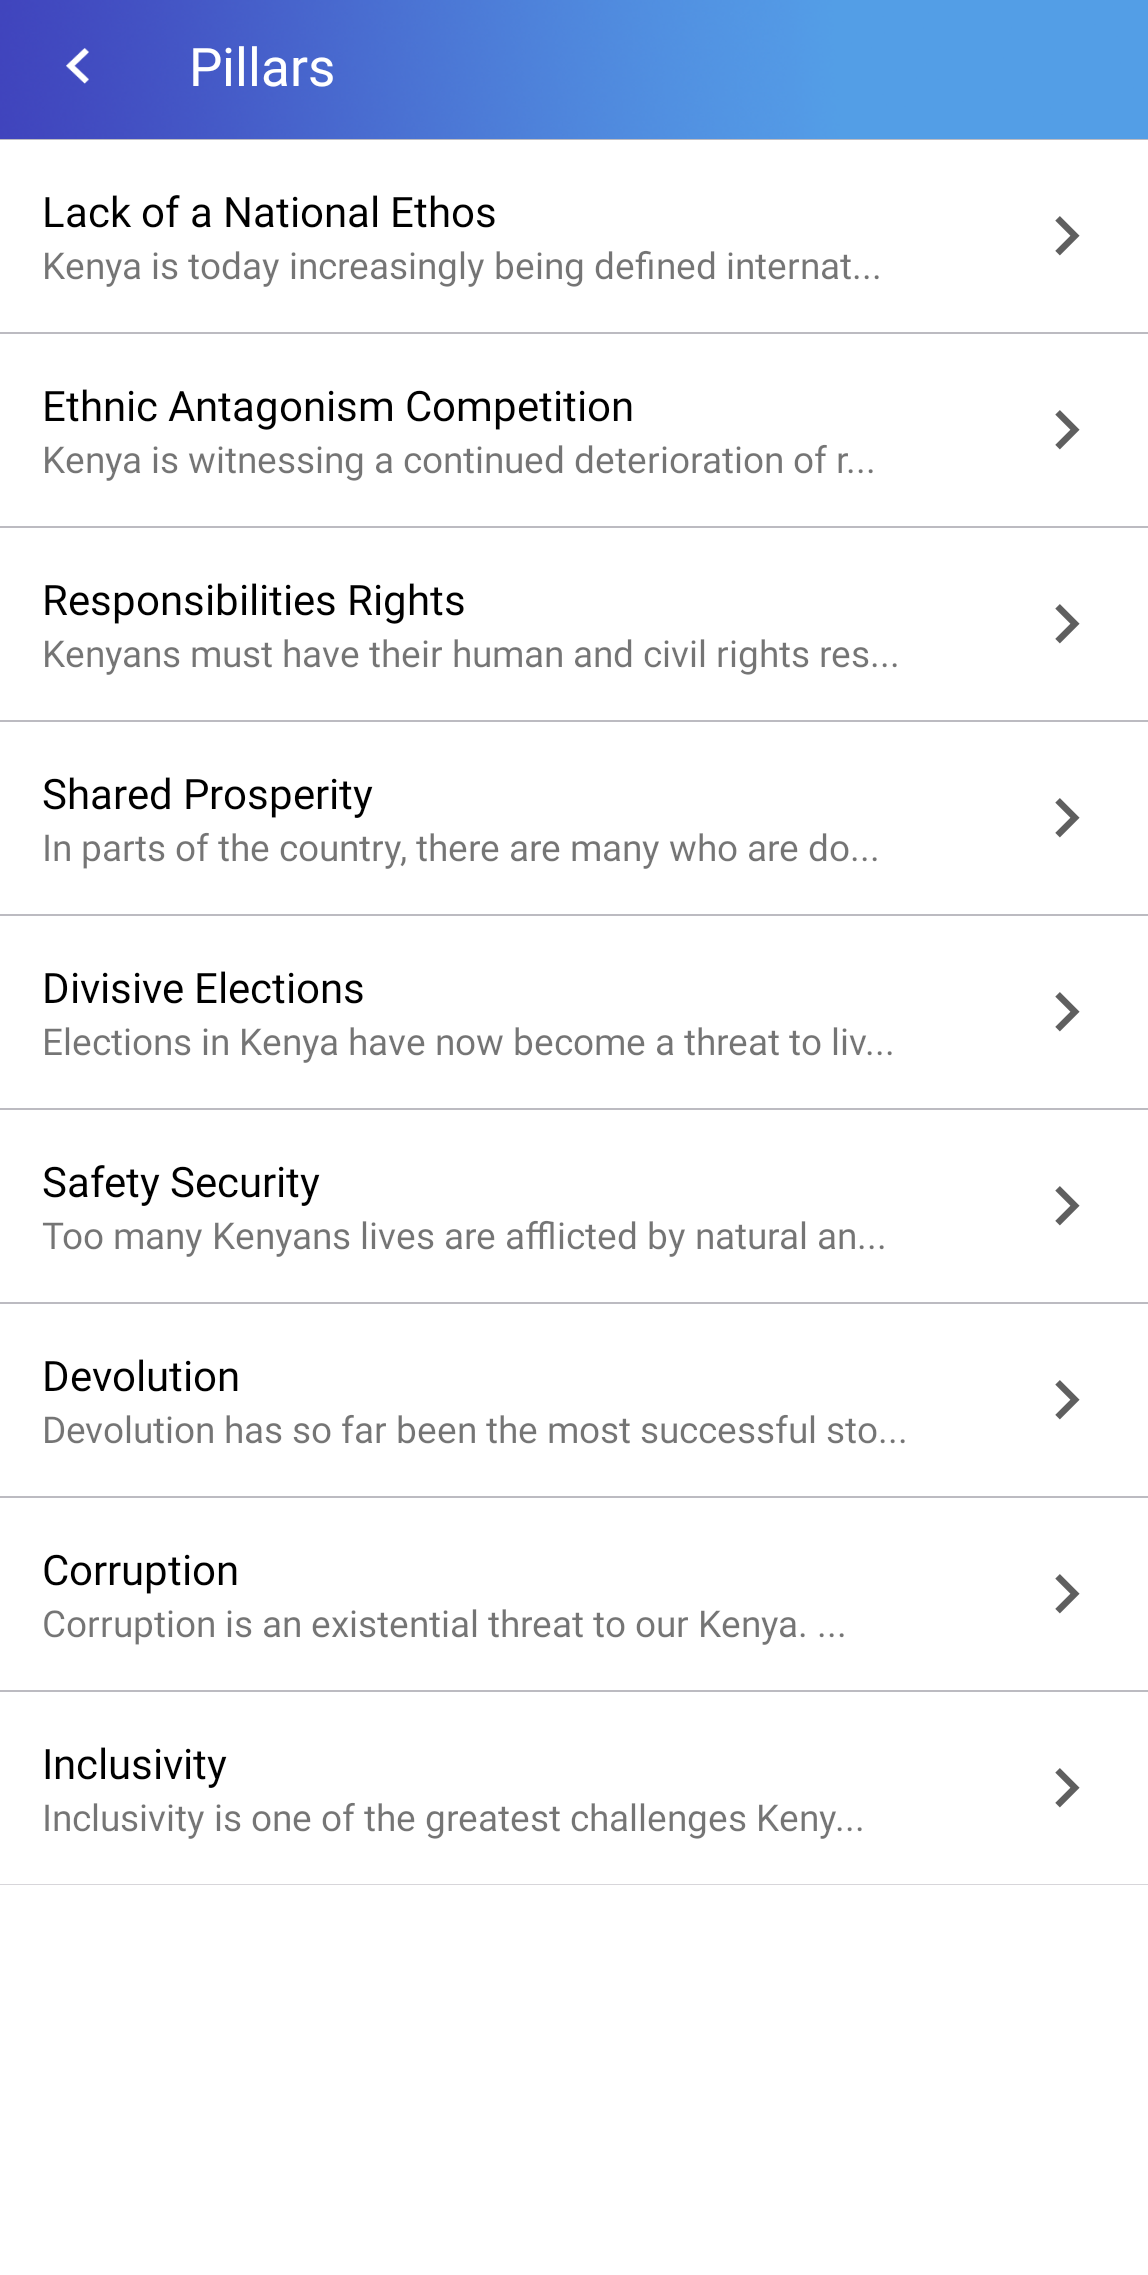 Pillars
Lack of a National Ethos
Kenya is today increasingly being defined internat...
Ethnic Antagonism Competition
Kenya is witnessing a continued deterioration of r...
Responsibilities Rights
Kenyans must have their human and civil rights res...
Shared Prosperity
In parts of the country, there are many who are do...
Divisive Elections
Elections in Kenya have now become a threat to liv...
Safety Security
Too many Kenyans lives are afflicted by natural an...
Devolution
Devolution has so far been the most successful sto...
Corruption
Corruption is an existential threat to our Kenya. ...
Inclusivity
Inclusivity is one of the greatest challenges Keny...